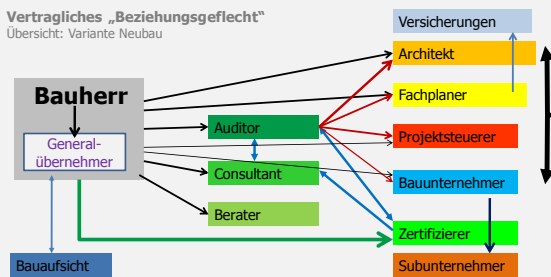 Vertragliches „Beziehungsgeflecht“
Übersicht: Variante Neubau
Versicherungen
Architekt
Bauherr
Fachplaner
Auditor
General-
übernehmer
Projektsteuerer
Consultant
Bauunternehmer
Berater
Zertifizierer
Bauaufsicht
Subunternehmer